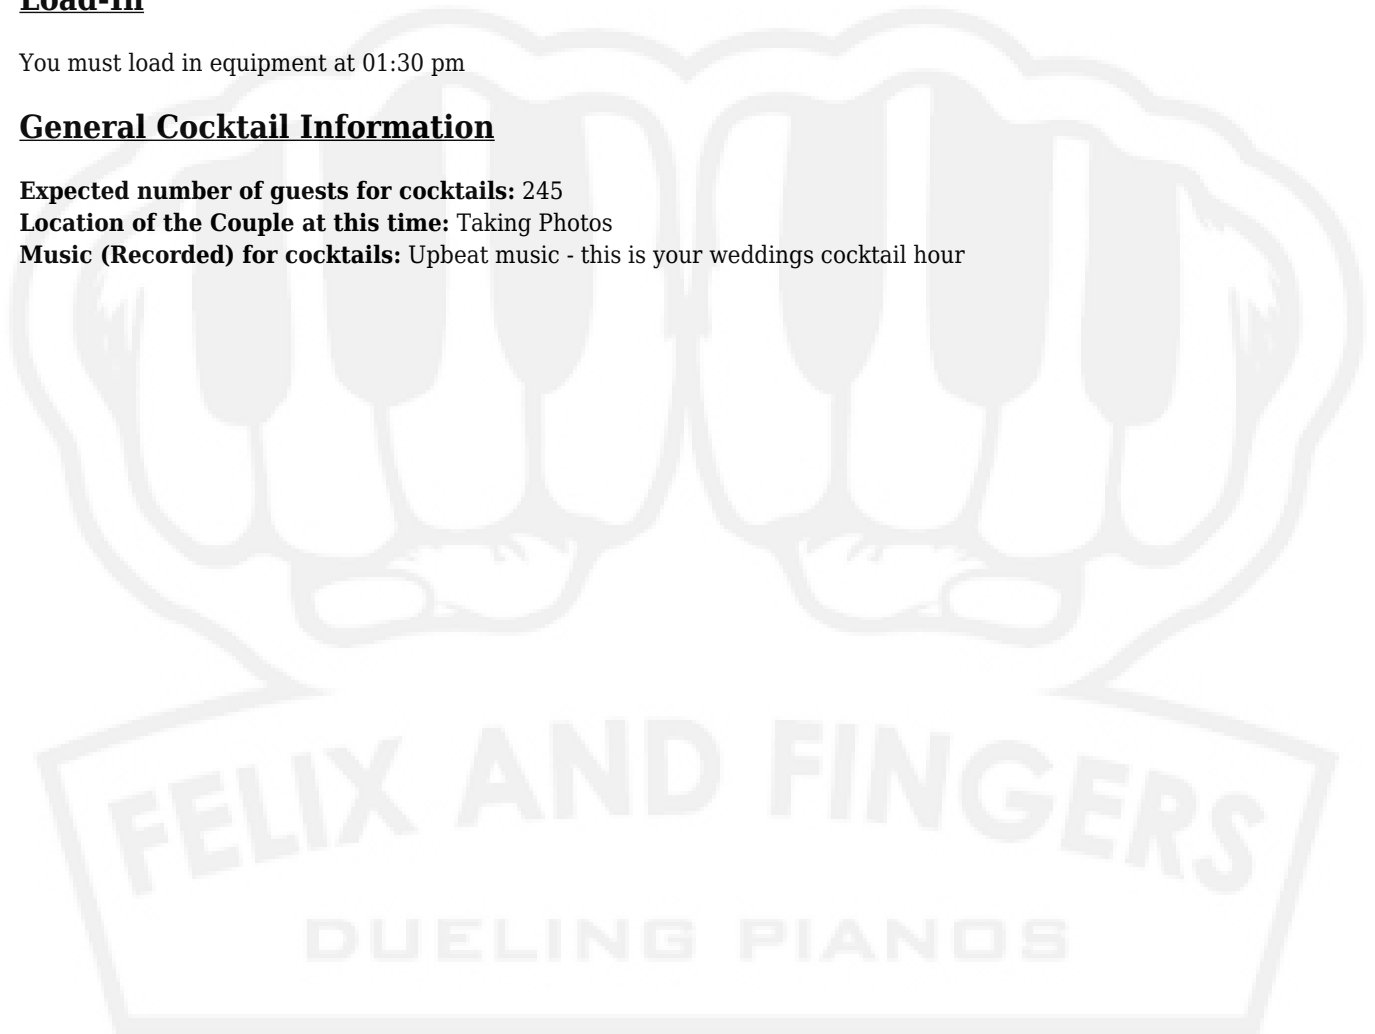 Load-In
You must load in equipment at 01:30 pm
General Cocktail Information
Expected number of guests for cocktails: 245
Location of the Couple at this time: Taking Photos
Music (Recorded) for cocktails: Upbeat music - this is your weddings cocktail hour
FELIX AND FINGERS
DUELING PIANOS